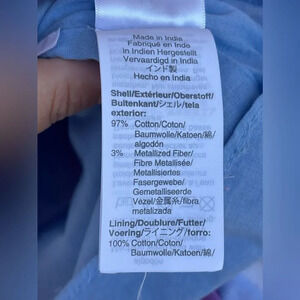 Made in India
Fabriqué en Inde
In Indien Hergestellt
Vervaardigd in India
インド製
Hecho en India
Shell/Extérieur/Oberstoff/
Buitenkant/シェル/tela
exterior:
97% Cotton/Coton/
Baumwolle/Katoen/綿/
algodón
3% Metallized Fiber/
Fibre Métallisée/
Metallisiertes
Fasergewebe/
Gemetalliseerde
Vezel/金属糸/fibra
metalizada
Lining/Doublure/Futter/
Voering/ライニング/forro:
100% Cotton/Coton/
Baumwolle/Katoen/綿/